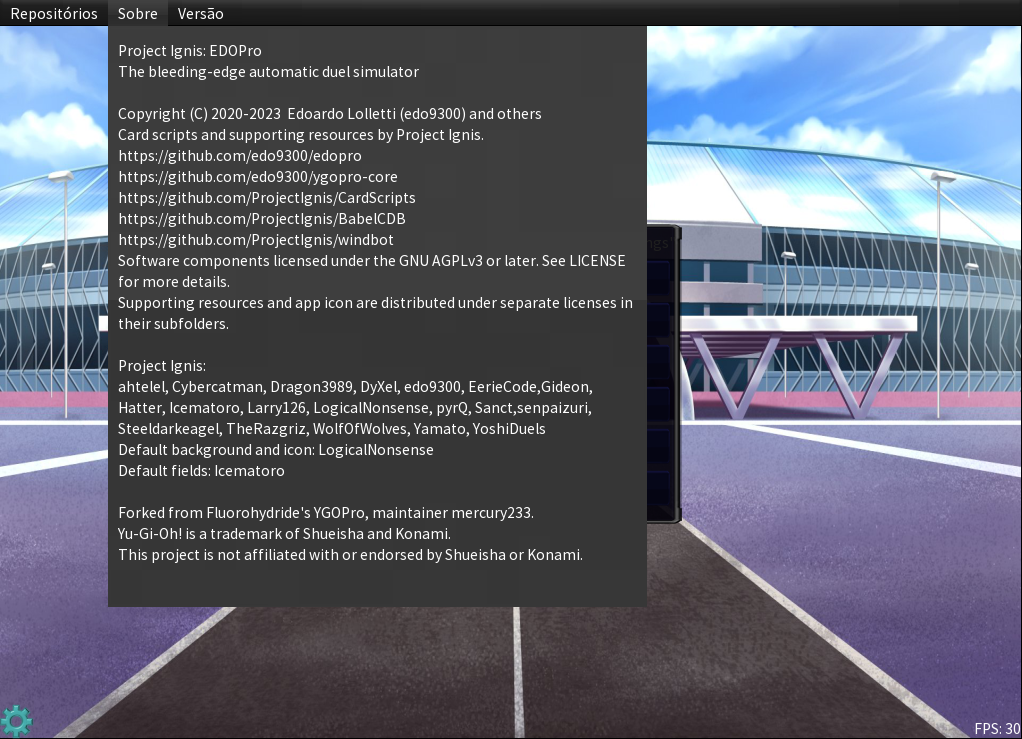 Repositórios Sobre Versão
Project Ignis: EDOPro
The bleeding-edge automatic duel simulator
Copyright (C) 2020-2023  Edoardo Lolletti (edo9300) and others
Card scripts and supporting resources by Project Ignis.
https://github.com/edo9300/edopro
https://github.com/edo9300/ygopro-core
https://github.com/ProjectIgnis/CardScripts
https://github.com/ProjectIgnis/BabelCDB
https://github.com/ProjectIgnis/windbot
Software components licensed under the GNU AGPLv3 or later. See LICENSE
for more details.
Supporting resources and app icon are distributed under separate licenses in
their subfolders.
Project Ignis:
ahtelel, Cybercatman, Dragon3989, DyXel, edo9300, EerieCode,Gideon,
Hatter, Icematoro, Larry126, LogicalNonsense, pyrQ, Sanct,senpaizuri,
Steeldarkeagel, TheRazgriz, WolfOfWolves, Yamato, YoshiDuels
Default background and icon: LogicalNonsense
Default fields: Icematoro
Forked from Fluorohydride's YGOPro, maintainer mercury233.
Yu-Gi-Oh! is a trademark of Shueisha and Konami.
This project is not affiliated with or endorsed by Shueisha or Konami.
FPS: 30